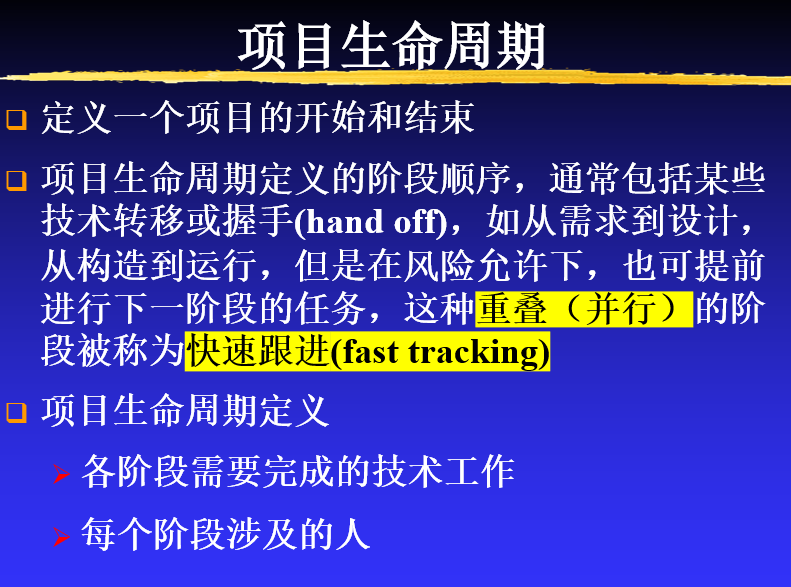 项目生命周期
定义一个项目的开始和结束
项目生命周期定义的阶段顺序，通常包括某些
技术转移或握手(hand off)，如从需求到设计，
从构造到运行，但是在风险允许下，也可提前
进行下一阶段的任务，这种重叠（并行）的阶
段被称为快速跟进(fast tracking)
项目生命周期定义
各阶段需要完成的技术工作
每个阶段涉及的人